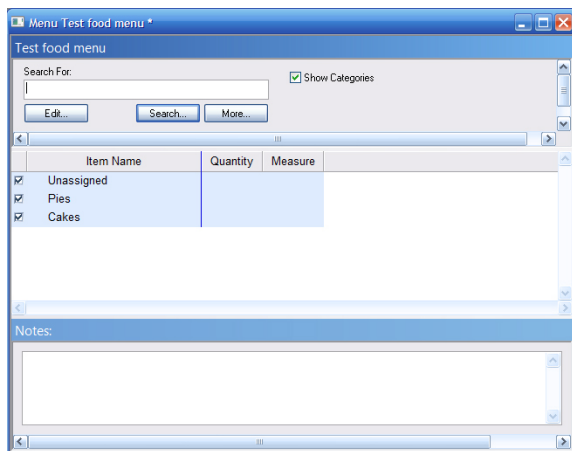 Menu Test food menu *
Test food menu
Search For:
Show Categories
Edit... Search... More...
Item Name Quantity Measure
Unassigned
Pies
Cakes
Notes: